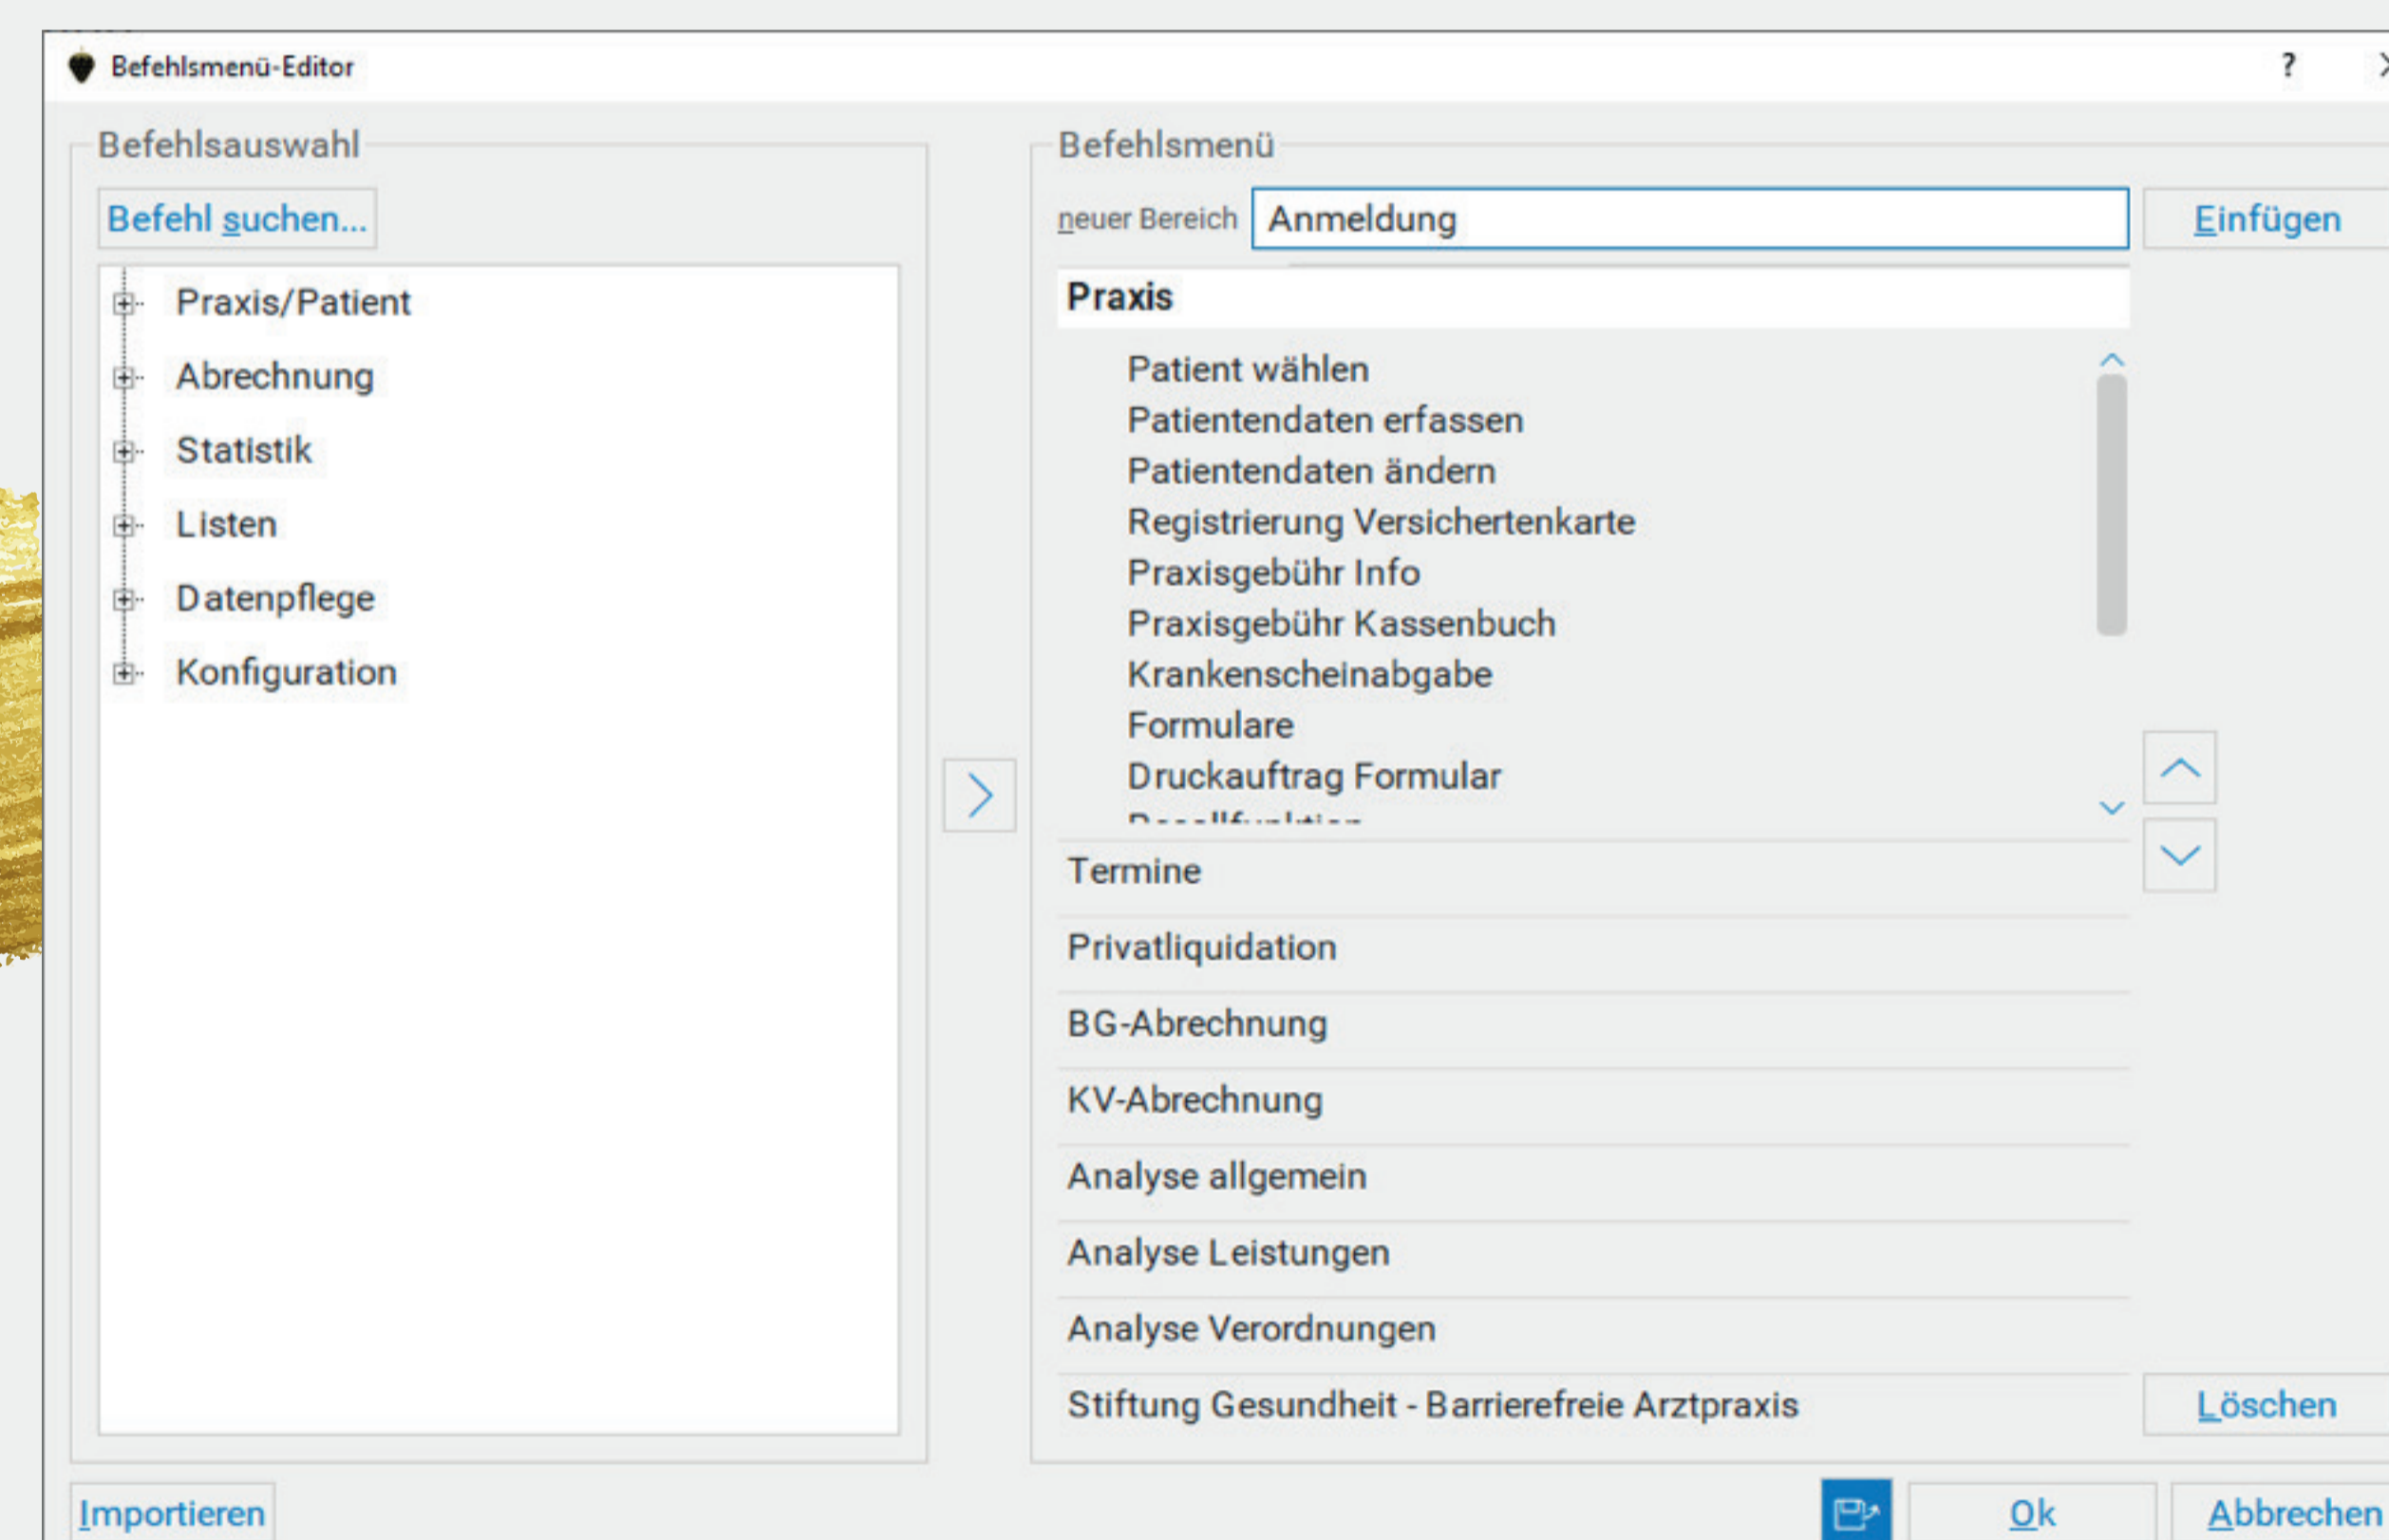 Befehlsmenü-Editor
?
Befehlsauswahl
Befehl suchen...
Praxis/Patient
Abrechnung
Statistik
Listen
Datenpflege
Konfiguration
Befehlsmenü
neuer Bereich Anmeldung Einfügen
Praxis
Patient wählen
Patientendaten erfassen
Patientendaten ändern
Registrierung Versichertenkarte
Praxisgebühr Info
Praxisgebühr Kassenbuch
Krankenscheinabgabe
Formulare
Druckauftrag Formular
Termine
Privatliquidation
BG-Abrechnung
KV-Abrechnung
Analyse allgemein
Analyse Leistungen
Analyse Verordnungen
Stiftung Gesundheit - Barrierefreie Arztpraxis
Löschen
Importieren
Ok
Abbrechen